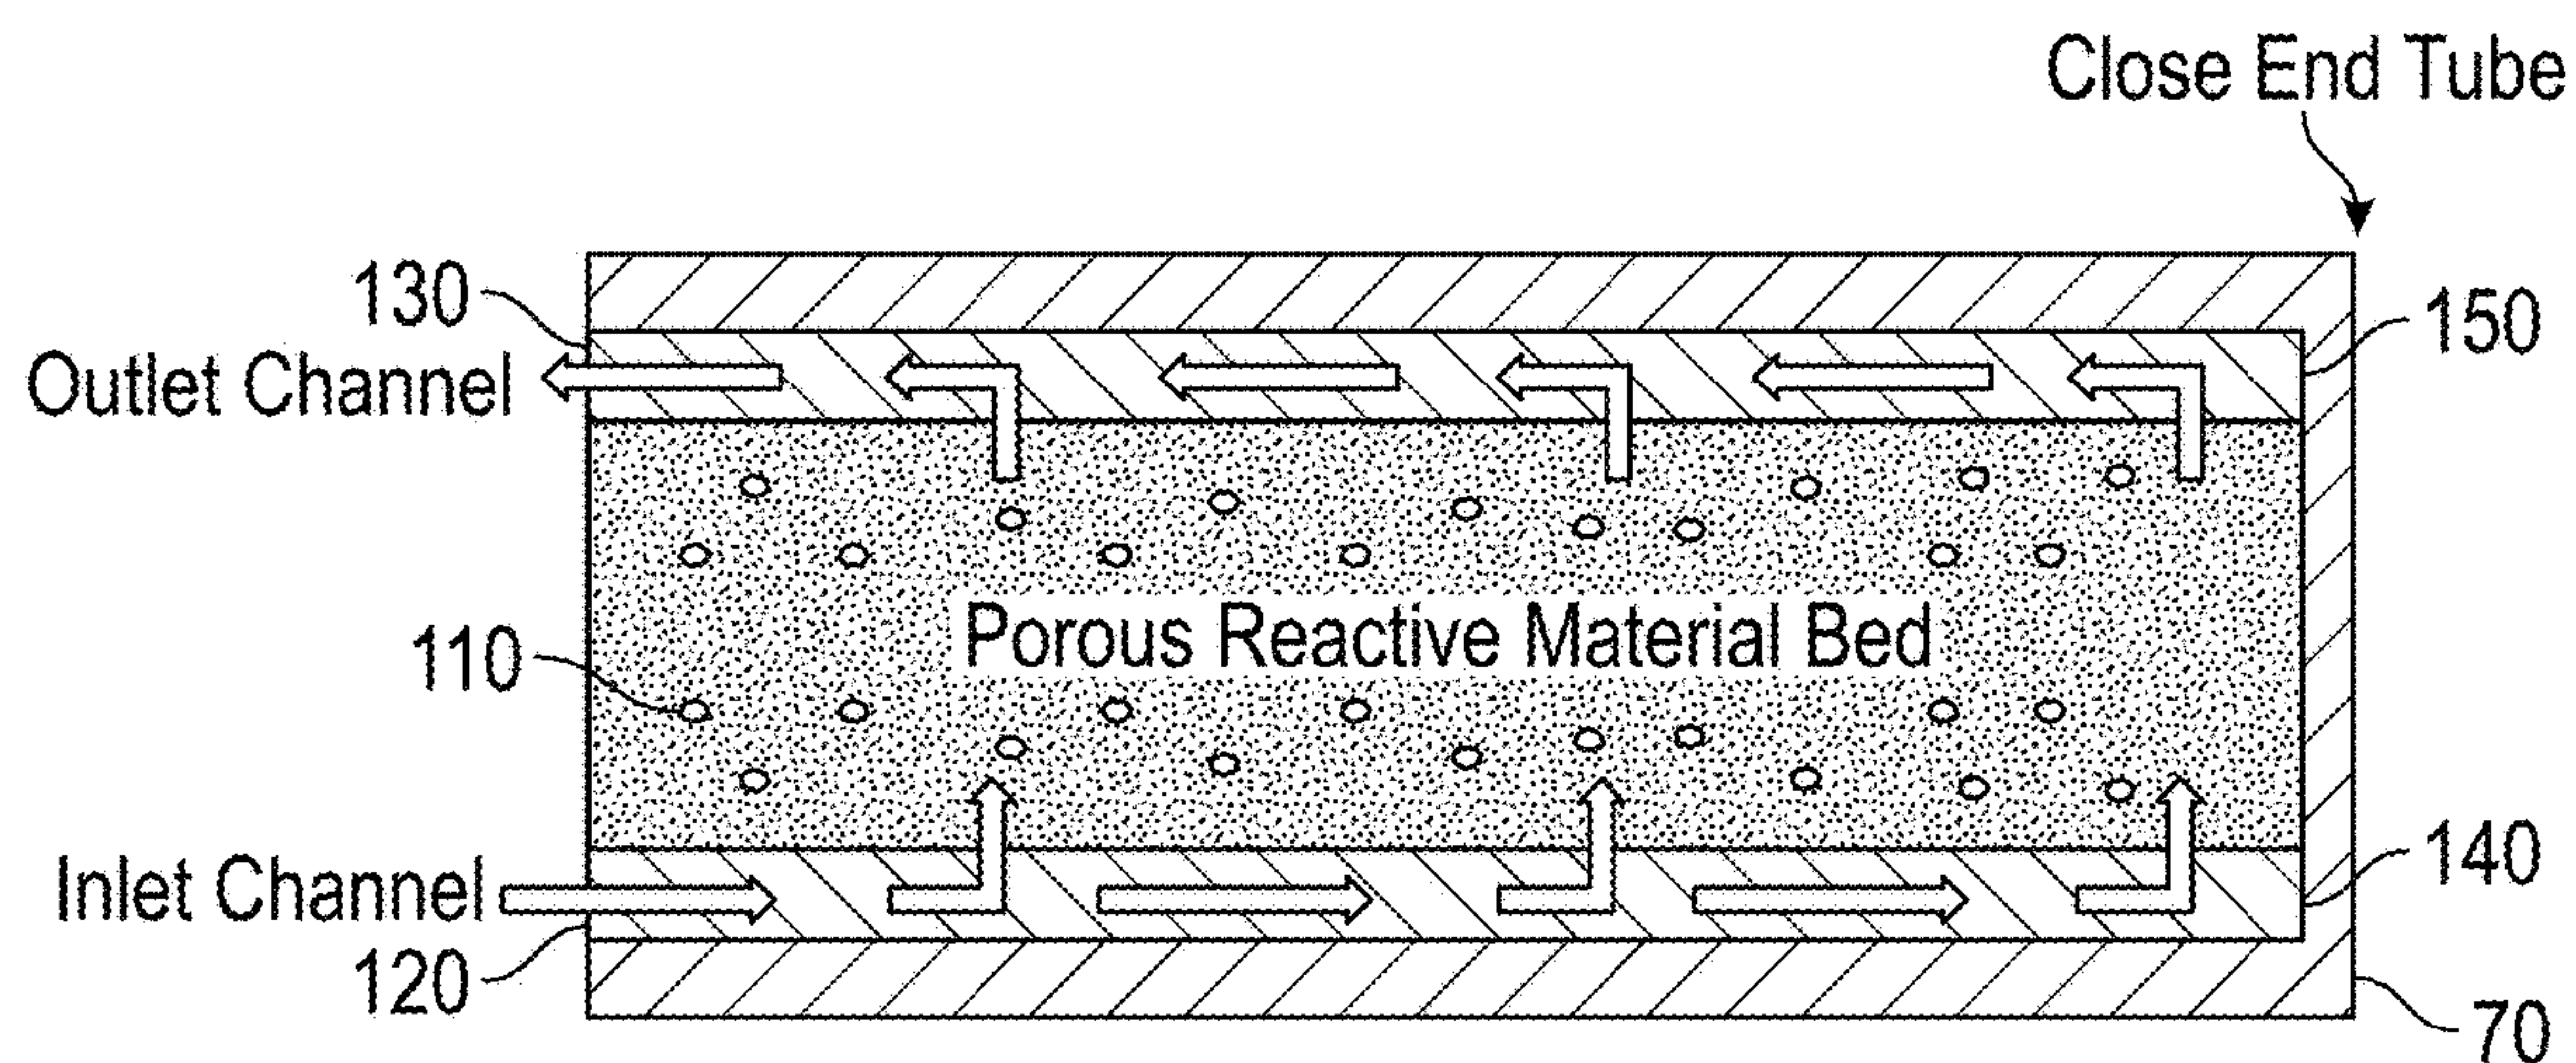 Close End Tube
130
150
Outlet Channel
Porous Reactive Material Bed
110
Inlet Channel
140
120
70